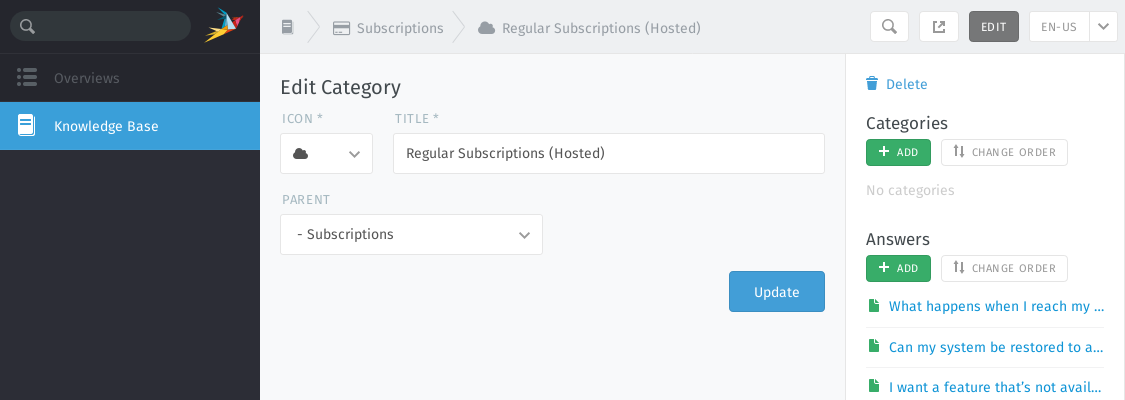 Subscriptions
Regular Subscriptions (Hosted)
EDIT
EN-US
Overviews
Knowledge Base
Edit Category
ICON *
TITLE *
Regular Subscriptions (Hosted)
PARENT
- Subscriptions
Update
Delete
Categories
ADD
CHANGE ORDER
No categories
Answers
ADD
CHANGE ORDER
What happens when I reach my ...
Can my system be restored to a...
I want a feature that's not avail...